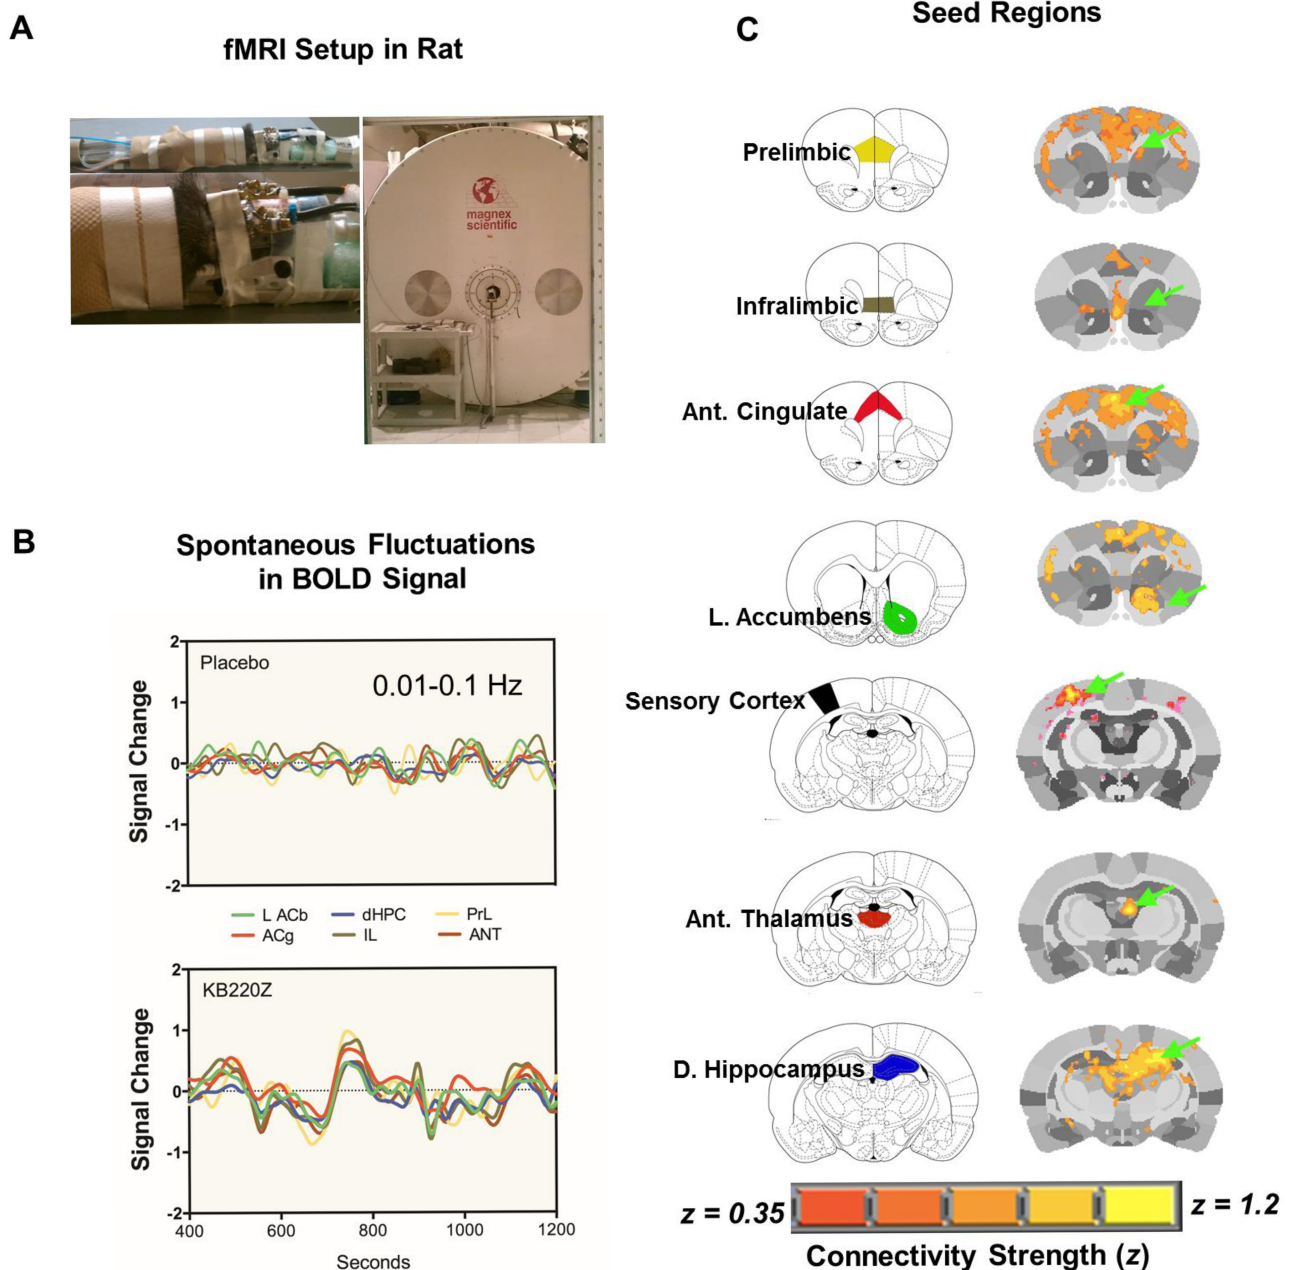 A
fMRI Setup in Rat
magnex
scientific
B
Spontaneous Fluctuations
in BOLD Signal
Signal Change
2
1
0
-1
-2
Placebo
0.01-0.1 Hz
L ACb
dHPC
PrL
ACg
IL
ANT
Signal Change
2
1
0
-1
-2
KB220Z
400
600
800
1000
1200
Seconds
C
Seed Regions
Prelimbic
Infralimbic
Ant. Cingulate
L. Accumbens
Sensory Cortex
Ant. Thalamus
D. Hippocampus
z = 0.35
z = 1.2
Connectivity Strength (z)